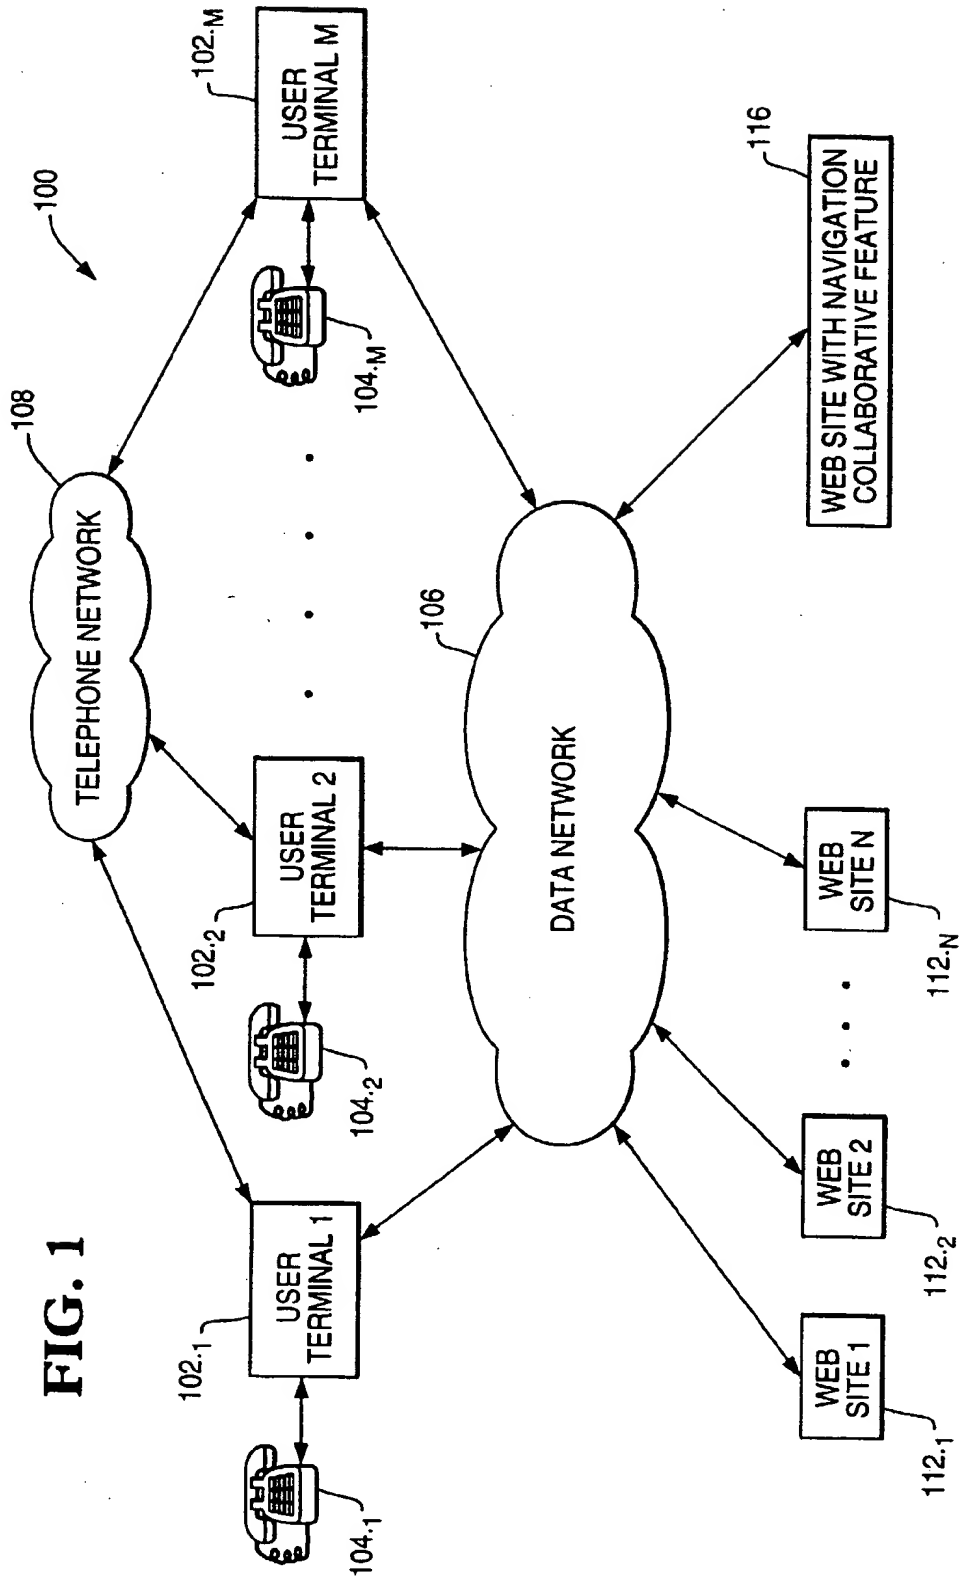 FIG. 1
100
108
TELEPHONE NETWORK
102.1
USER
TERMINAL 1
104.1
102.2
USER
TERMINAL 2
104.2
102.M
USER
TERMINAL M
104.M
106
DATA NETWORK
WEB
SITE 1
112.1
WEB
SITE 2
112.2
WEB
SITE N
112.N
116
WEB SITE WITH NAVIGATION
COLLABORATIVE FEATURE